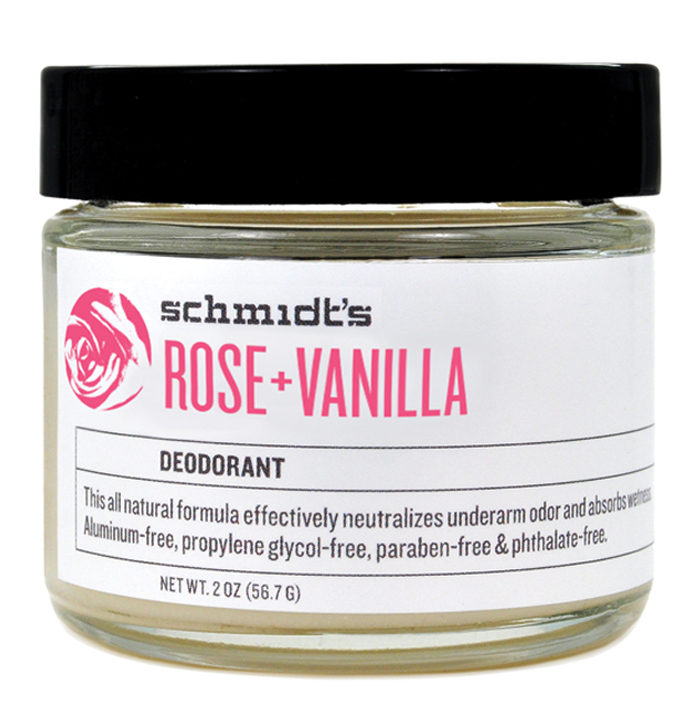 schmidt's
ROSE+VANILLA
DEODORANT
This all natural formula effectively neutralizes underarm odor and absorbs wetness.
Aluminum-free, propylene glycol-free, paraben-free & phthalate-free.
NET WT. 2 OZ (56.7 G)